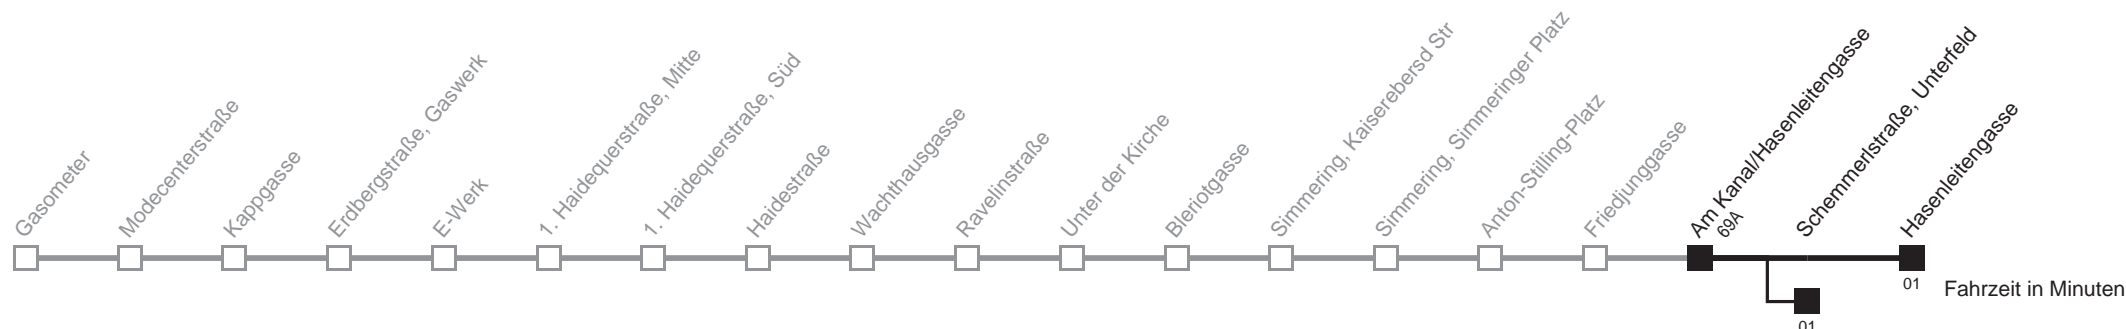 Gasometer
Modecenterstraße
Kappgasse
Erdbergstraße, Gaswerk
E-Werk
1. Haidequerstraße, Mitte
1. Haidequerstraße, Süd
Haidestraße
Wachthausgasse
Ravelinstraße
Unter der Kirche
Bleriotgasse
Simmering, Kaiserebersd Str
Simmering, Simmeringer Platz
Anton-Stilling-Platz
Friedjunggasse
Am Kanal/Hasenleitengasse
69A
Schemmerlstraße, Unterfeld
Hasenleitengasse
01
Fahrzeit in Minuten
01